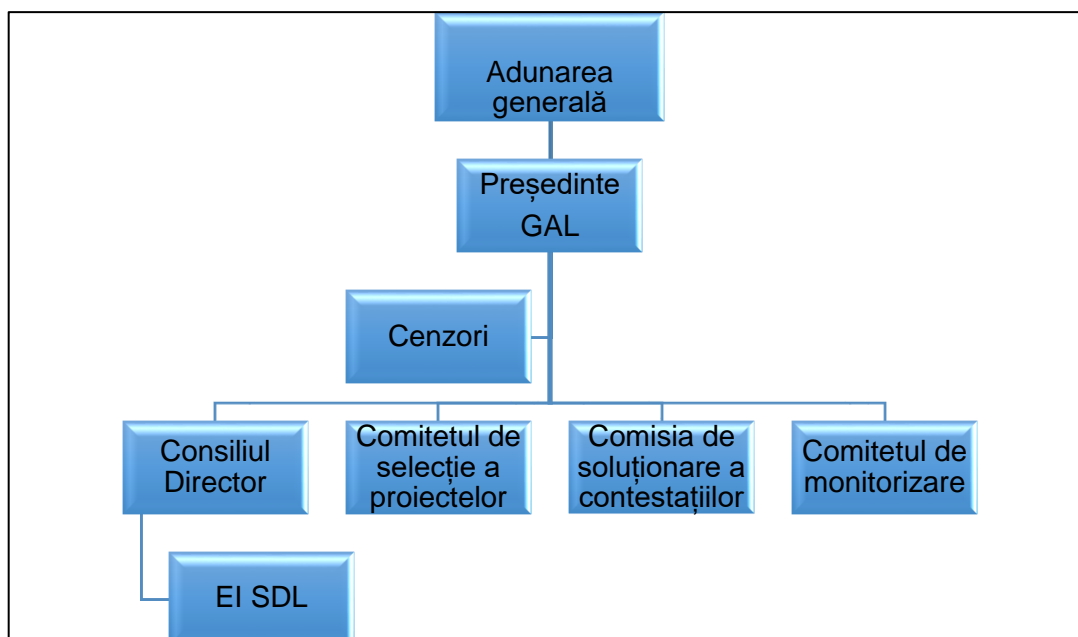 Adunarea
generală
Președinte
GAL
Cenzori
Consiliul
Director
Comitetul de
selecție a
proiectelor
Comisia de
soluționare a
contestațiilor
Comitetul de
monitorizare
EI SDL